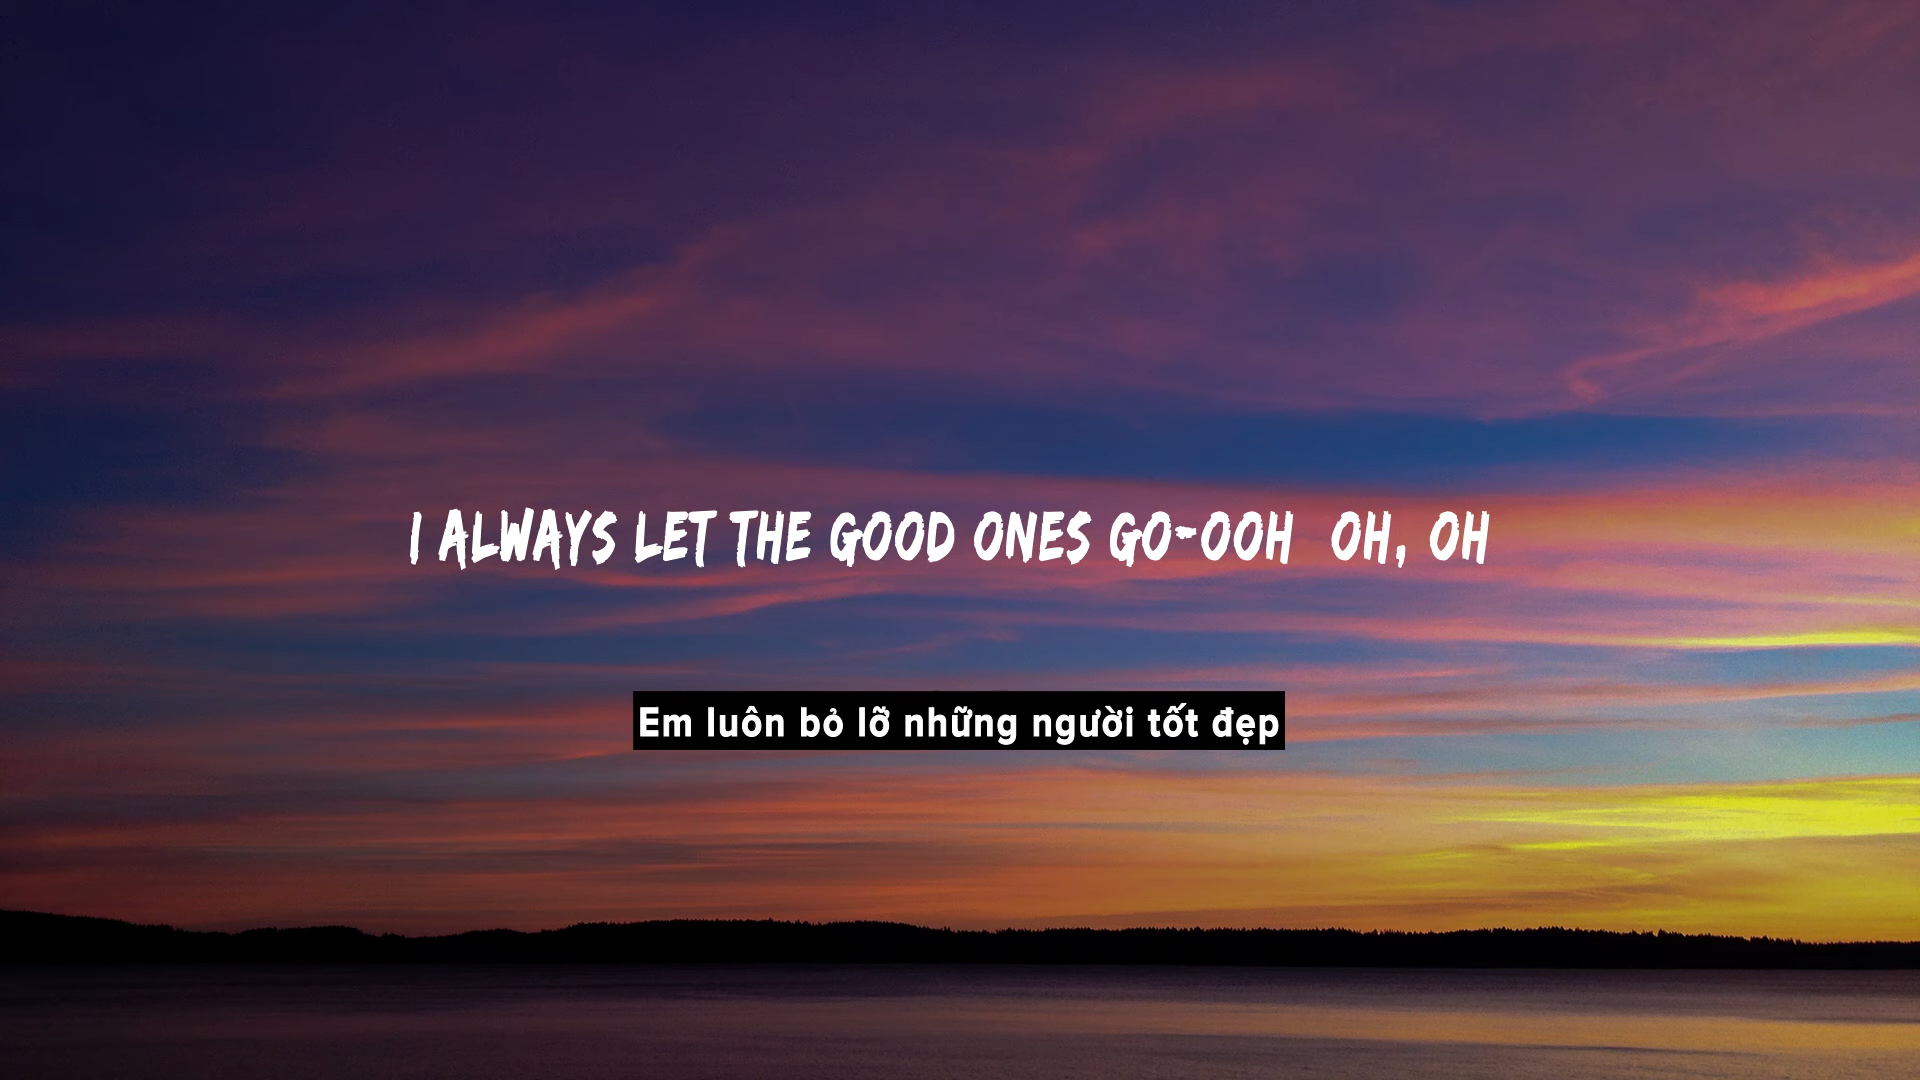 I ALWAYS LET THE GOOD ONES GO-OOH OH, OH
Em luôn bỏ lỡ những người tốt đẹp